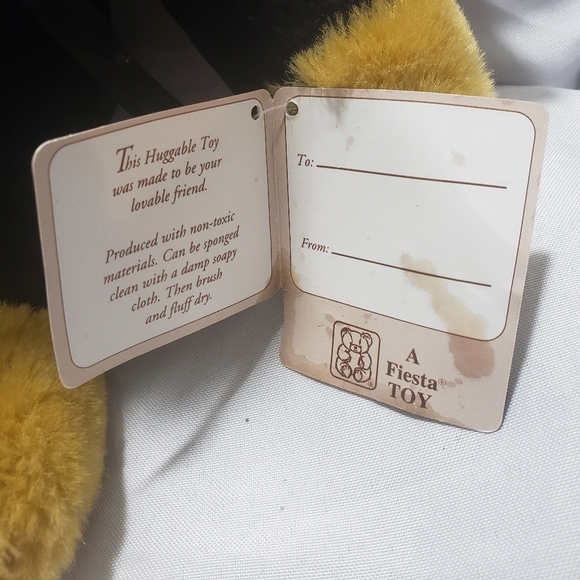 This Huggable Toy
was made to be your
lovable friend.
Produced with non-toxic
materials. Can be sponged
clean with a damp soapy
cloth. Then brush
and fluff dry.
To:
From:
A
Fiesta®
TOY
®